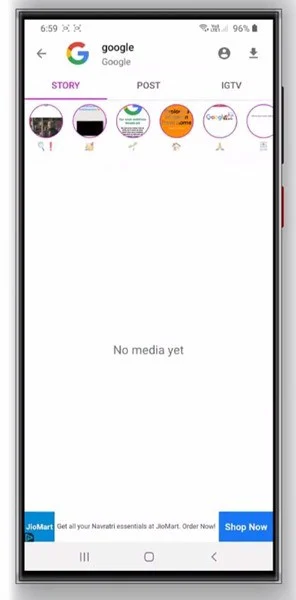 6:59
96%
google
Google
STORY POST IGTV
Google
No media yet
JioMart Get all your Navratri essentials at JioMart. Order Now! Shop Now